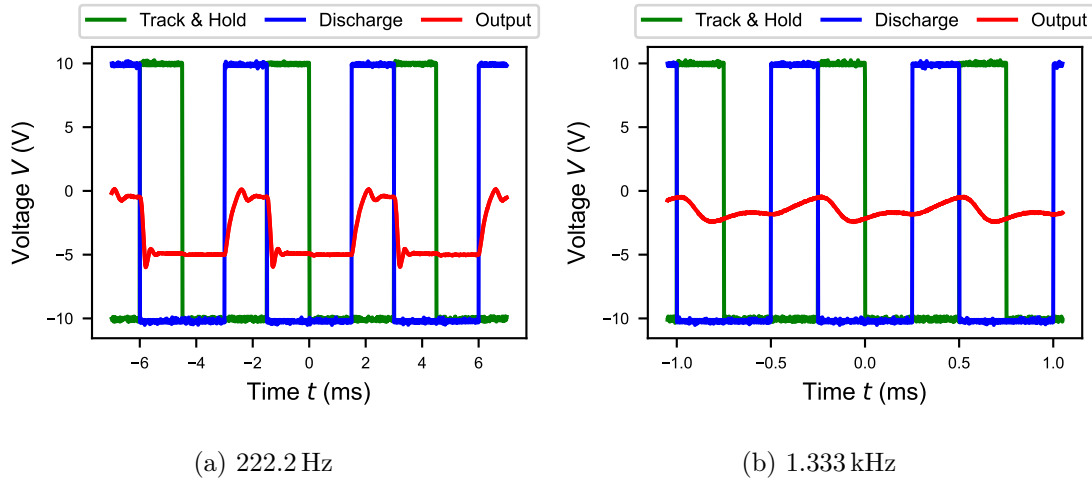 Track & Hold Discharge Output
10
5
0
−5
−10
Voltage V (V)
−6 −4 −2 0 2 4 6
Time t (ms)
(a) 222.2 Hz
Track & Hold Discharge Output
10
5
0
−5
−10
Voltage V (V)
−1.0 −0.5 0.0 0.5 1.0
Time t (ms)
(b) 1.333 kHz